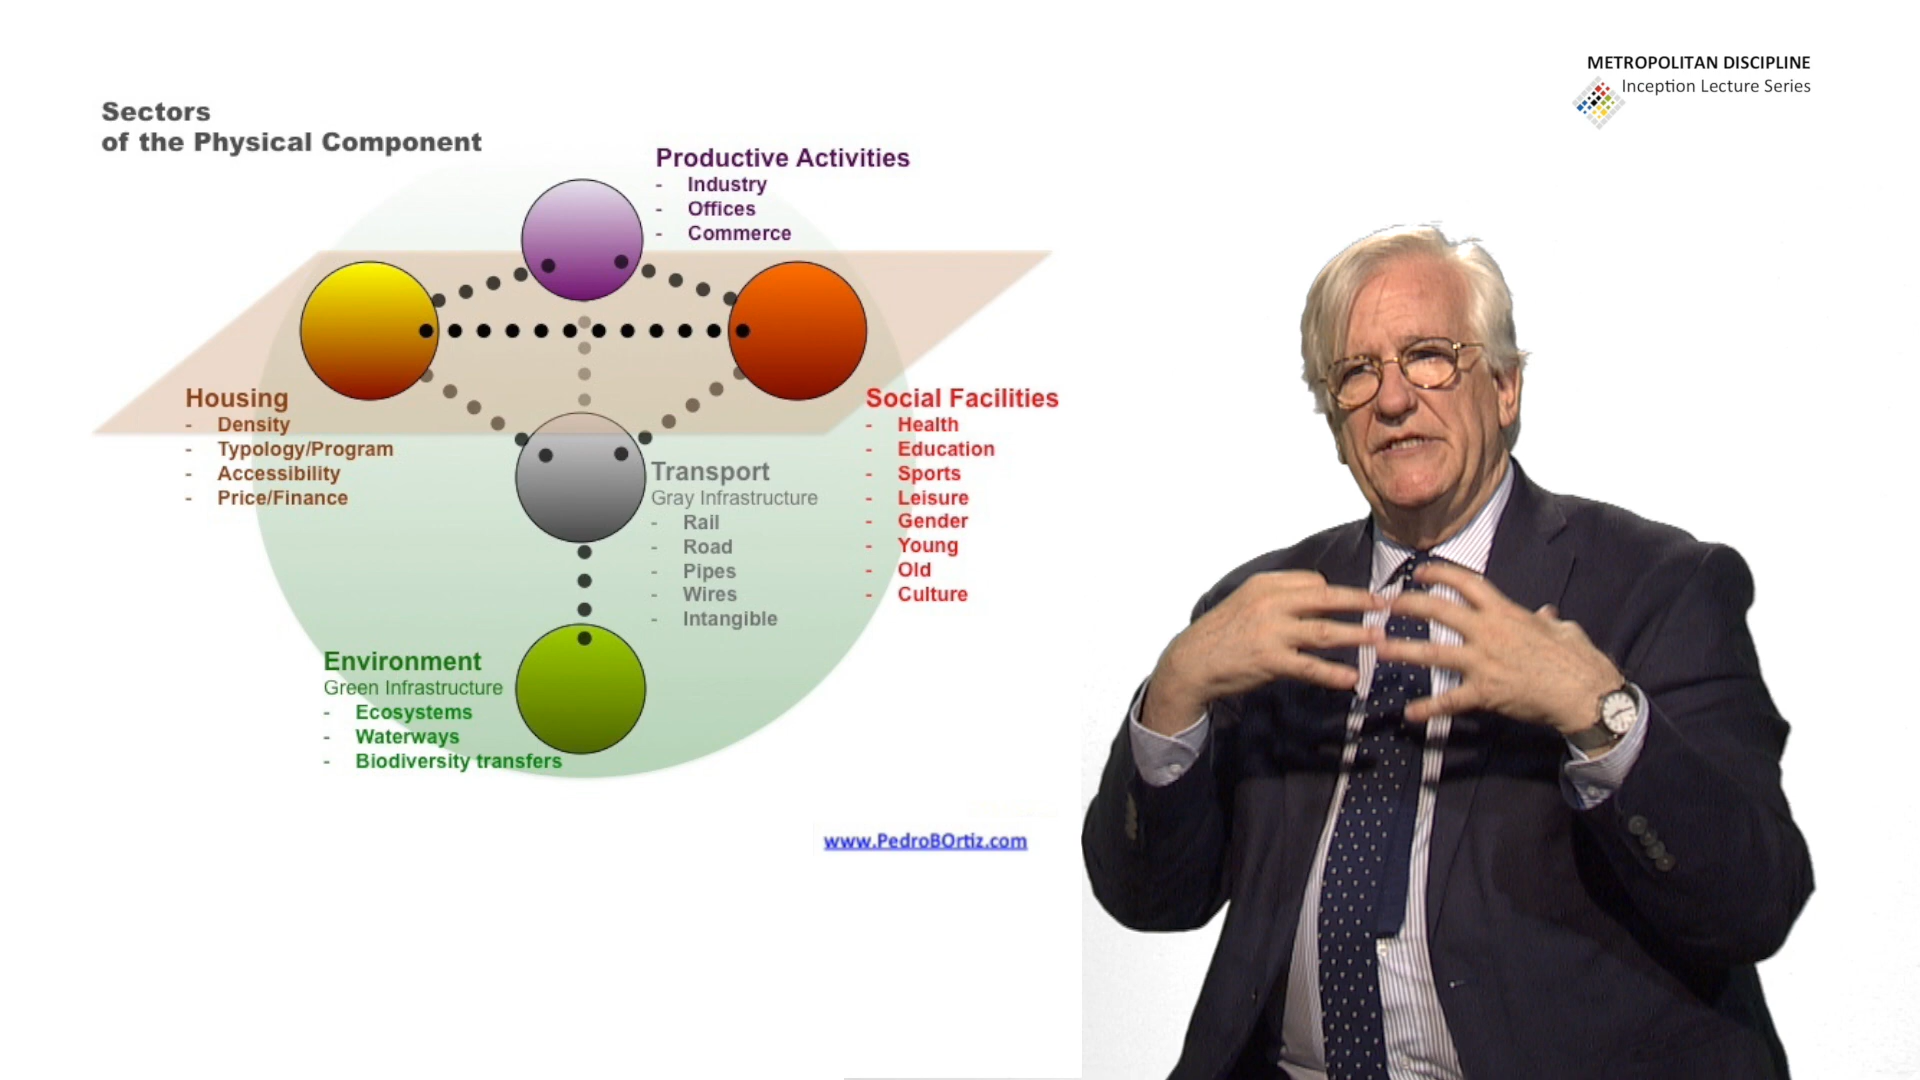 METROPOLITAN DISCIPLINE
Inception Lecture Series
Sectors
of the Physical Component
Productive Activities
- Industry
- Offices
- Commerce
Housing
- Density
- Typology/Program
- Accessibility
- Price/Finance
Social Facilities
- Health
- Education
- Sports
- Leisure
- Gender
- Young
- Old
- Culture
Transport
Gray Infrastructure
- Rail
- Road
- Pipes
- Wires
- Intangible
Environment
Green Infrastructure
- Ecosystems
- Waterways
- Biodiversity transfers
www.PedroBOrtiz.com